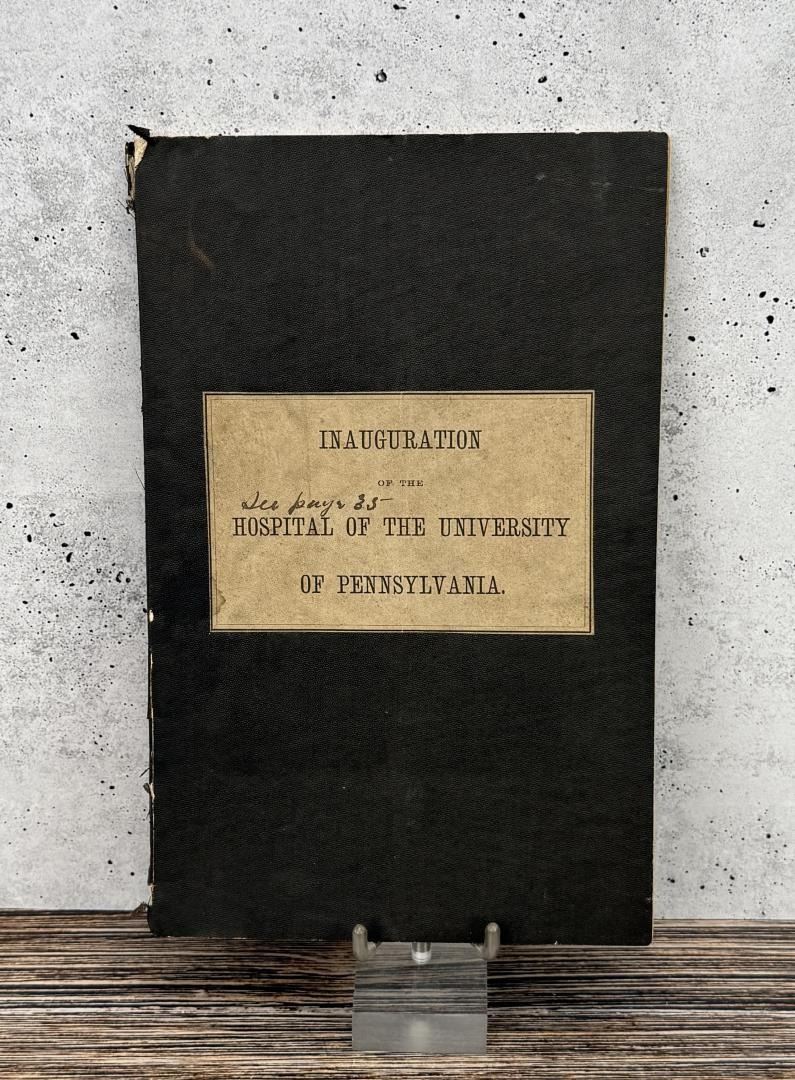 INAUGURATION
OF THE
See page 35
HOSPITAL OF THE UNIVERSITY
OF PENNSYLVANIA.